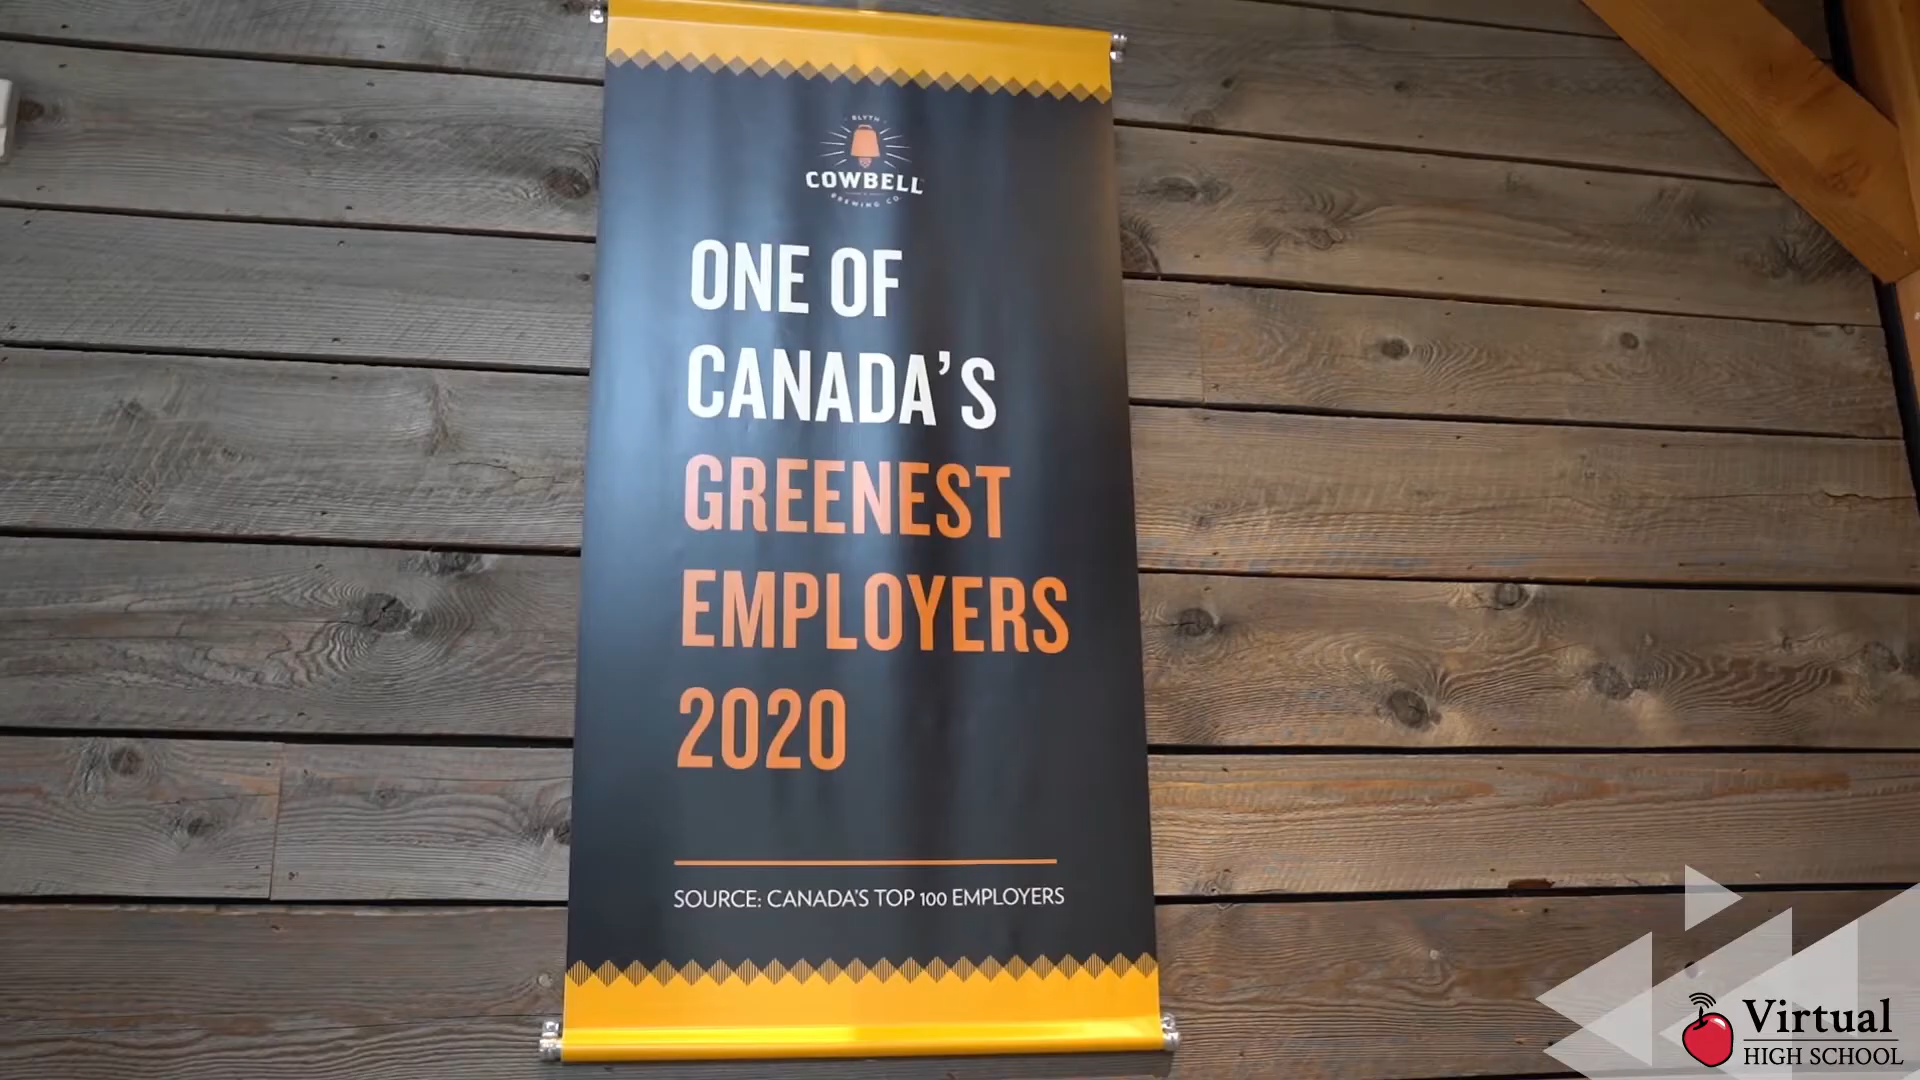 BLYTH
COWBELL
BREWING CO.
ONE OF
CANADA'S
GREENEST
EMPLOYERS
2020
SOURCE: CANADA'S TOP 100 EMPLOYERS
Virtual
HIGH SCHOOL